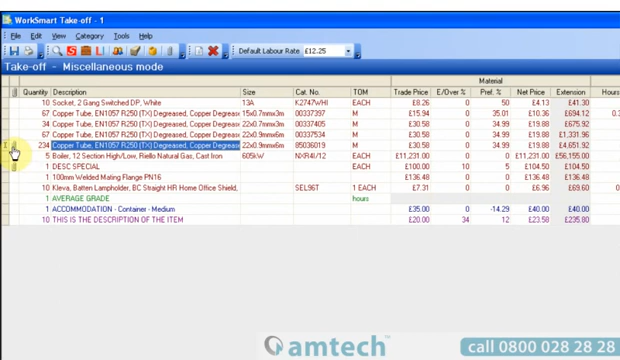 WorkSmart Take-off - 1
File Edit View Category Tools Help
Default Labour Rate £12.25
Take-off - Miscellaneous mode
Material
Quantity Description Size Cat. No. TOM Trade Price E/Over % Pref. % Net Price Extension Hours
10 Socket, 2 Gang Switched DP, White 13A K2747WHI EACH £8.26 50 £4.13 £41.30
67 Copper Tube, EN1057 R250 (TX) Degreased, Copper Degreas 15x0.7mmx3m 00337397 M £15.94 0 35.01 £10.36 £694.12
34 Copper Tube, EN1057 R250 (TX) Degreased, Copper Degreas 22x0.7mmx3m 00337405 M £30.58 0 34.99 £19.88 £675.92
67 Copper Tube, EN1057 R250 (TX) Degreased, Copper Degreas 22x0.9mmx6m 00337534 M £30.58 0 34.99 £19.88 £1,331.96
234 Copper Tube, EN1057 R250 (TX) Degreased, Copper Degreas 22x0.9mmx6m 85036019 M £30.58 0 34.99 £19.88 £4,651.92
5 Boiler, 12 Section High/Low, Riello Natural Gas, Cast Iron 605kW NXR4I/12 EACH £11,231.00 0 0 £11,231.00 £56,155.00
1 DESC SPECIAL EACH £100.00 10 5 £104.50 £104.50
1 100mm Welded Mating Flange PN16 £136.48 0 0 £136.48 £136.48
10 Kleva, Batten Lampholder, BC Straight HR Home Office Shield, SEL96T 1 EACH £7.31 0 0 £6.96 £69.60
1 AVERAGE GRADE hours
1 ACCOMMODATION - Container - Medium £35.00 0 -14.29 £40.00 £40.00
10 THIS IS THE DESCRIPTION OF THE ITEM £20.00 34 12 £23.58 £235.80
amtech call 0800 028 28 28